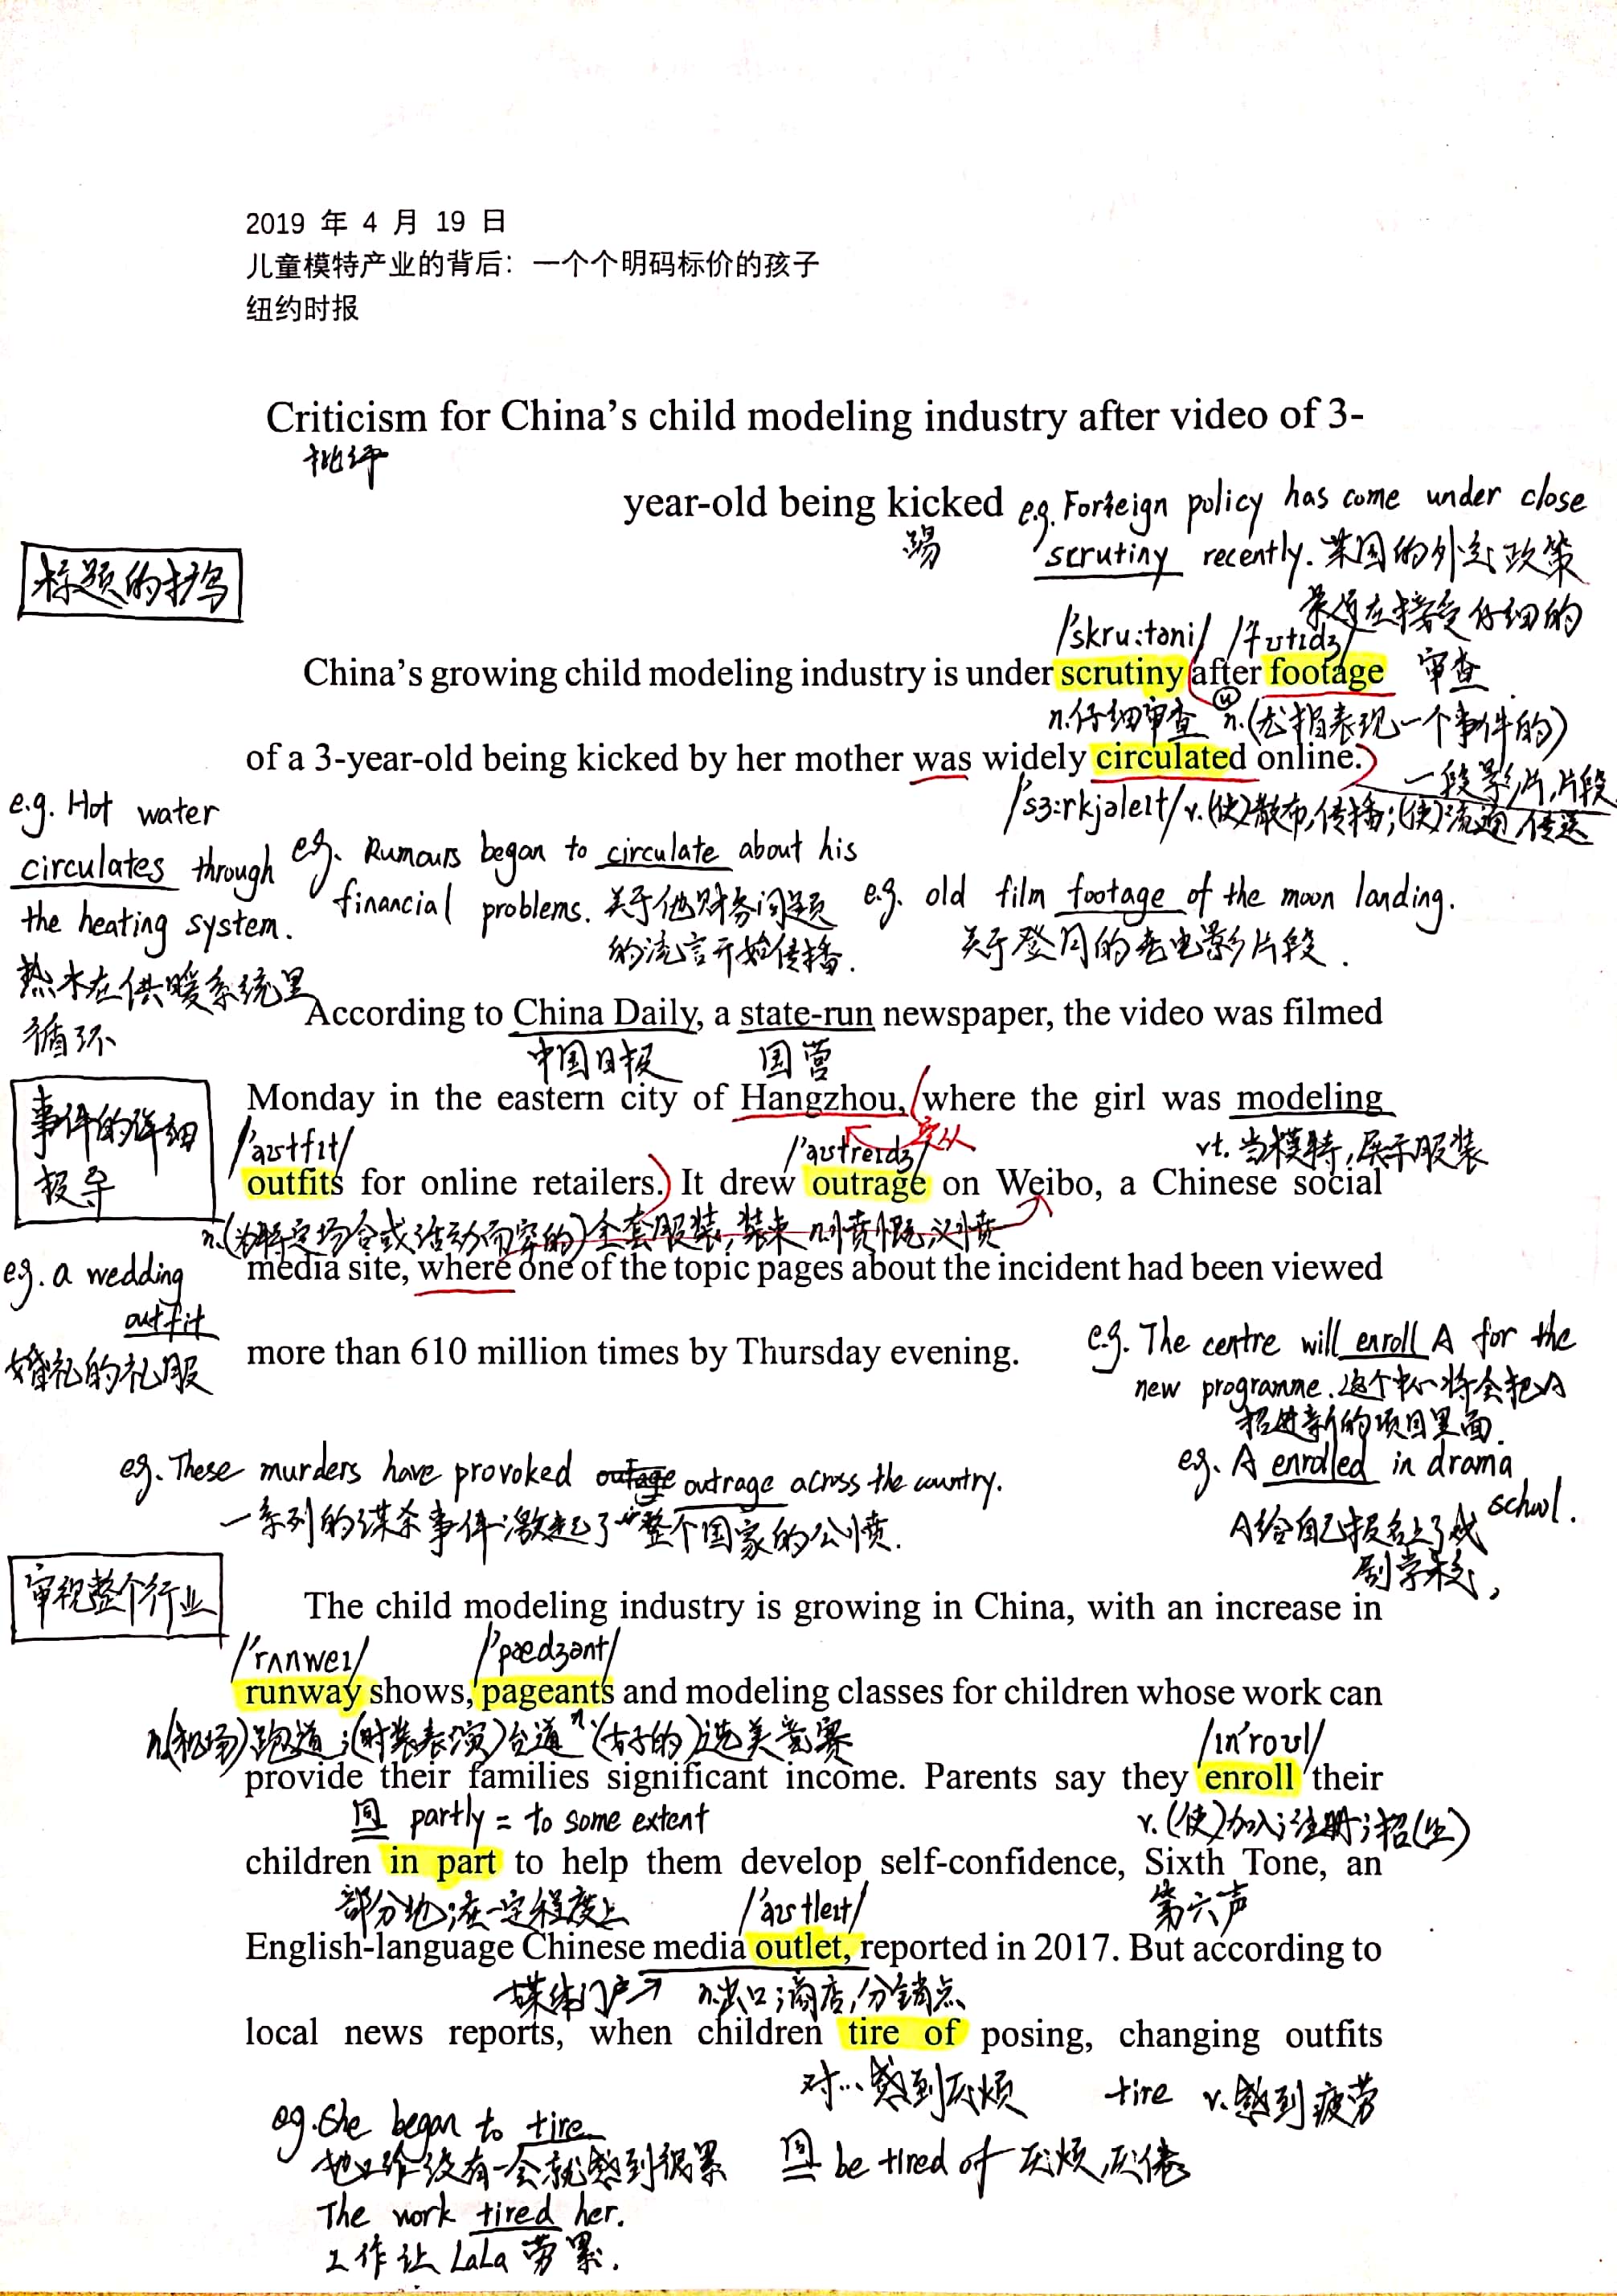 2019 年 4 月 19 日
儿童模特产业的背后：一个个明码标价的孩子
纽约时报
Criticism for China’s child modeling industry after video of 3-
批评
year-old being kicked
踢
e.g. Foreign policy has come under close
scrutiny recently. 某国的外交政策
最近在接受仔细的
审查
标题的扩写
/'skru:təni/ /'fʊtɪdʒ/
China’s growing child modeling industry is under scrutiny after footage
n.仔细审查 n.(尤指表现一个事件的)
一段影片,片段
of a 3-year-old being kicked by her mother was widely circulated online.
/'sɜ:rkjəleɪt/ v.(使)散布,传播;(使)流通,传送
e.g. Hot water
circulates through
the heating system.
热水在供暖系统里
循环
e.g. Rumours began to circulate about his
financial problems. 关于他财务问题
的流言开始传播.
e.g. old film footage of the moon landing.
关于登月的老电影片段.
According to China Daily, a state-run newspaper, the video was filmed
中国日报 国营
事件的详细
报导
Monday in the eastern city of Hangzhou, where the girl was modeling
/'aʊtfɪt/ /'aʊtreɪdʒ/ 定从 vt. 当模特,展示服装
outfits for online retailers. It drew outrage on Weibo, a Chinese social
n.(为特定场合或活动而穿的)全套服装,装束 n.愤慨,义愤
media site, where one of the topic pages about the incident had been viewed
e.g. a wedding
outfit
婚礼的礼服
more than 610 million times by Thursday evening.
e.g. The centre will enroll A for the
new programme. 这个中心将会把A
招进新的项目里面.
e.g. A enrolled in drama
school.
A给自己报名上了戏
剧学校,
e.g. These murders have provoked outrage across the country.
一系列的谋杀事件激起了整个国家的公愤.
审视整个行业
The child modeling industry is growing in China, with an increase in
/'rʌnweɪ/ /'pædʒənt/
runway shows, pageants and modeling classes for children whose work can
n.(机场)跑道;(时装表演)台道 n.(女子的)选美竞赛
/ɪn'roʊl/
provide their families significant income. Parents say they enroll their
同 partly = to some extent v.(使)加入;注册;招(生)
children in part to help them develop self-confidence, Sixth Tone, an
部分地;在一定程度上 /'aʊtlet/ 第六声
English-language Chinese media outlet, reported in 2017. But according to
媒体门户↗ n.出口;商店,分销点
local news reports, when children tire of posing, changing outfits
对…感到厌烦 tire v.感到疲劳
e.g. She began to tire.
她工作没有一会就感到很累
同 be tired of 厌烦,厌倦
The work tired her.
工作让 LaLa 劳累.